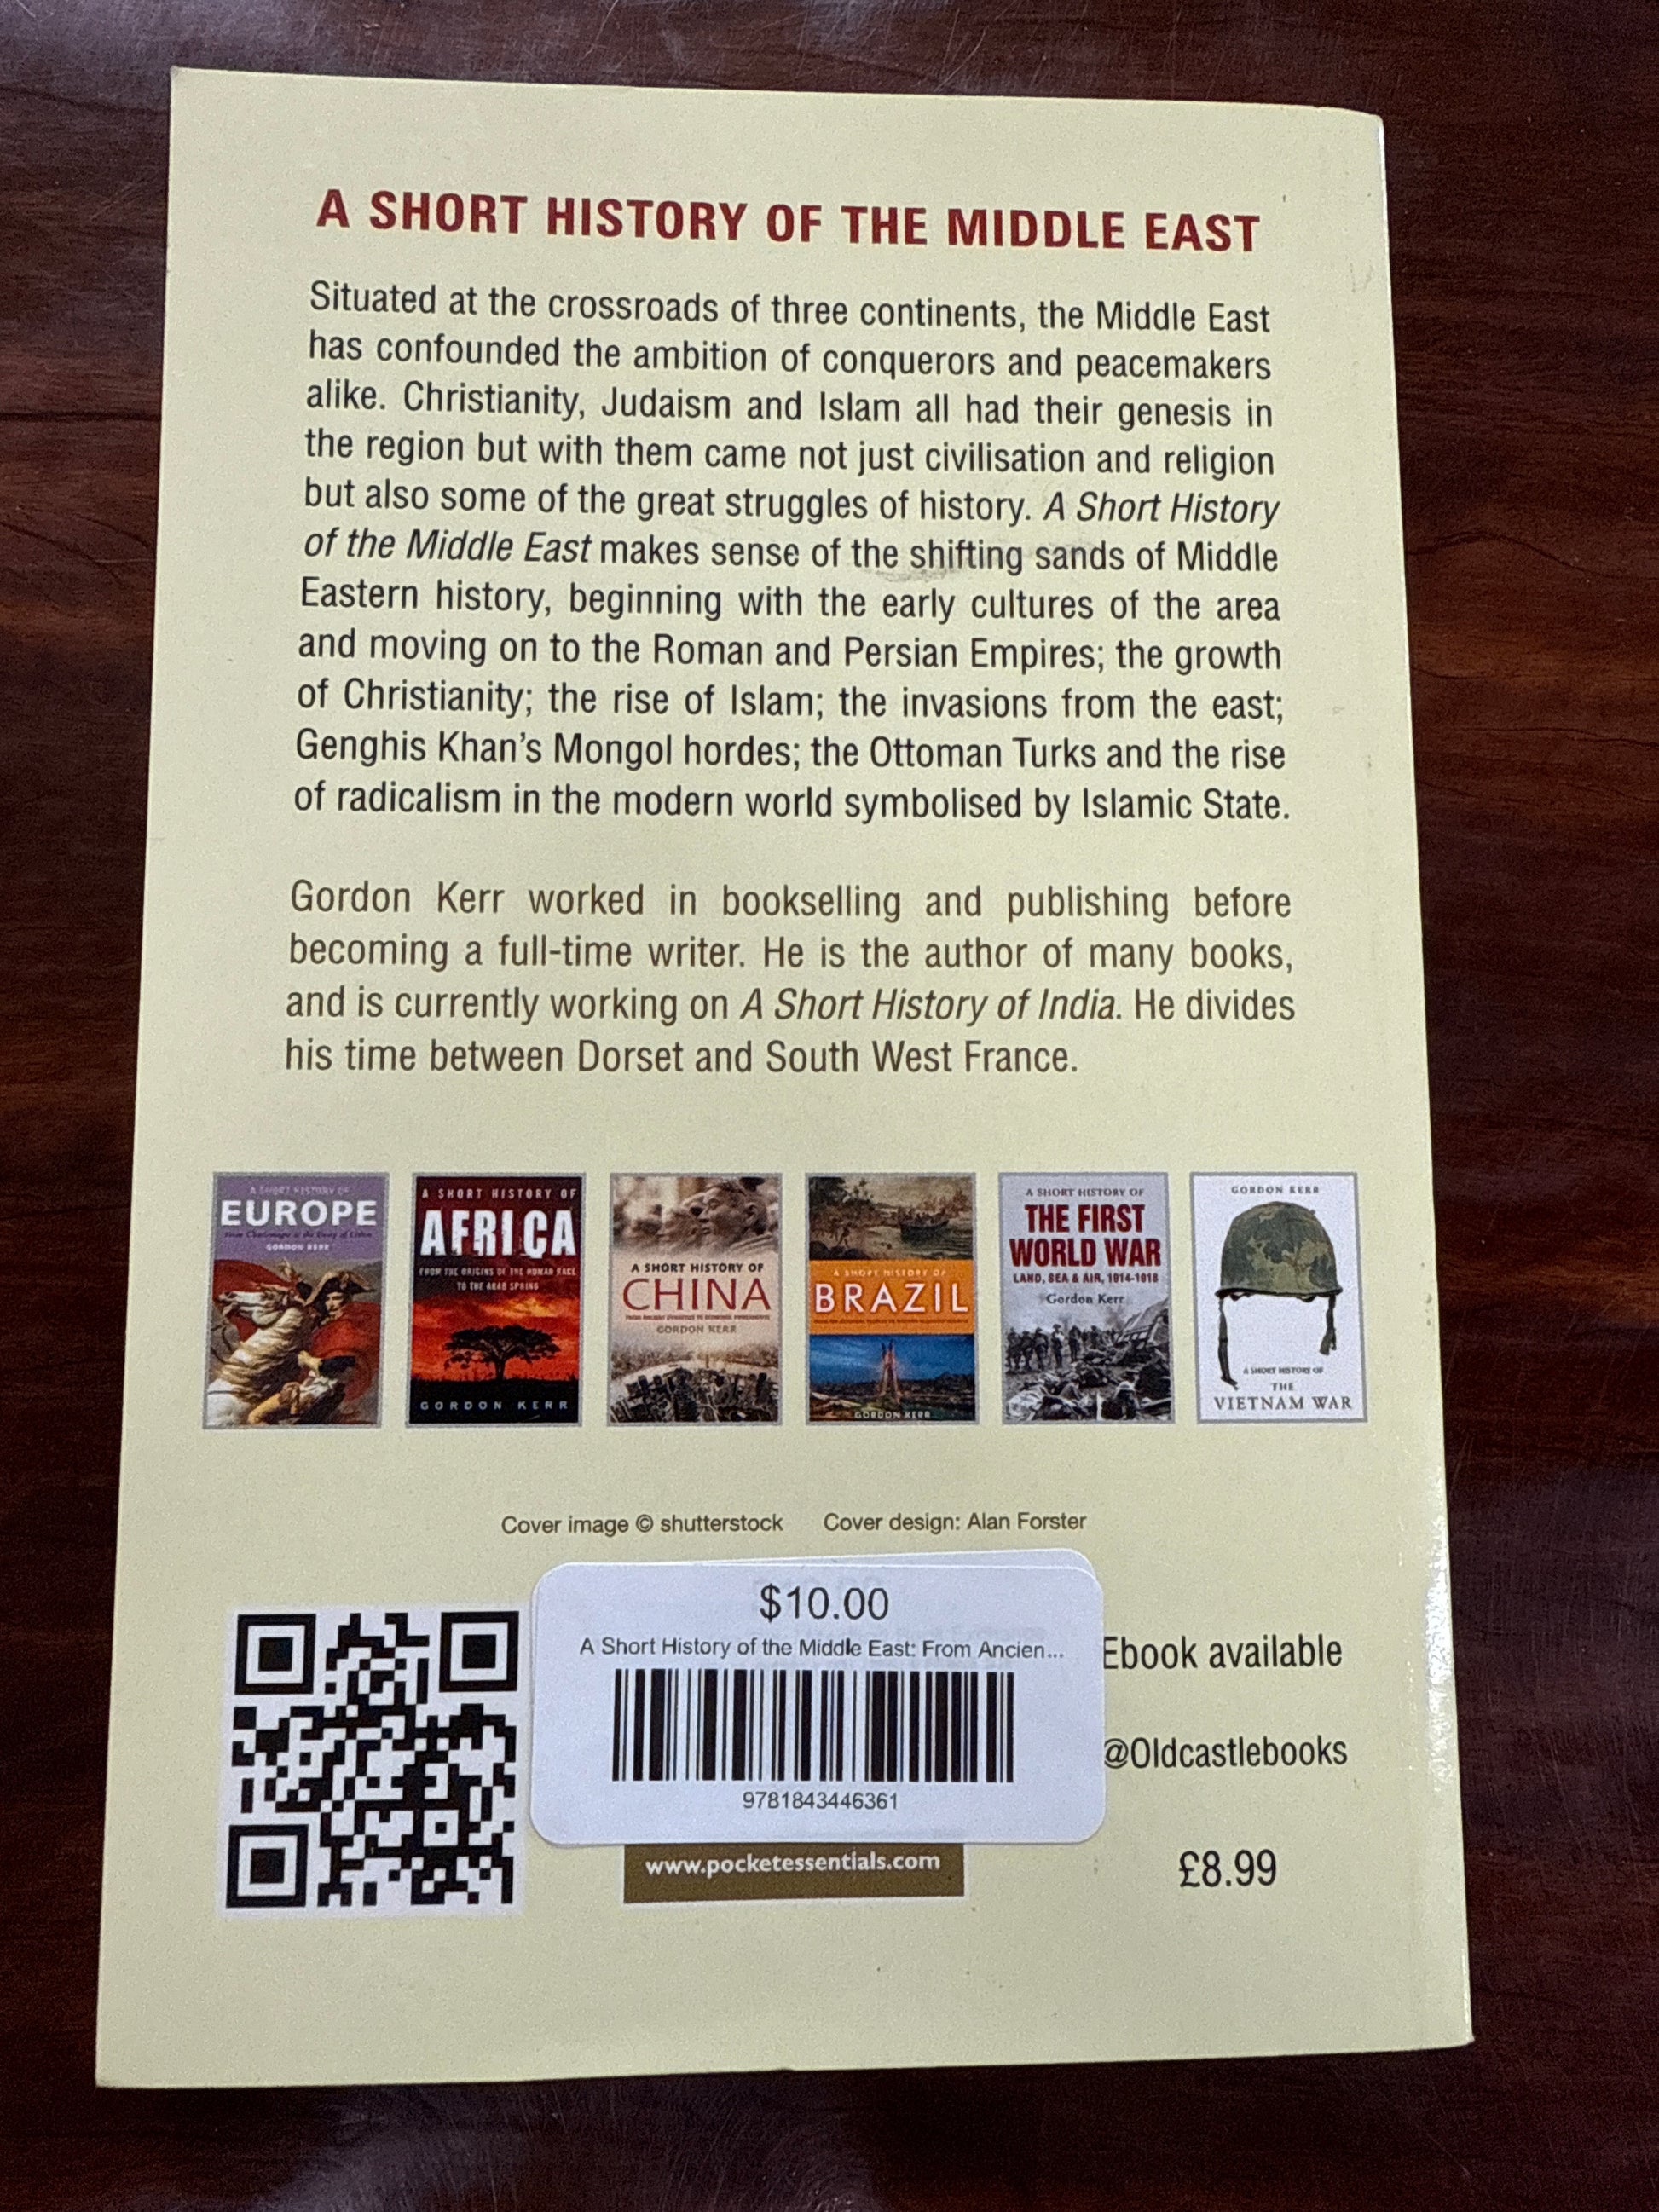 A SHORT HISTORY OF THE MIDDLE EAST
Situated at the crossroads of three continents, the Middle East
has confounded the ambition of conquerors and peacemakers
alike. Christianity, Judaism and Islam all had their genesis in
the region but with them came not just civilisation and religion
but also some of the great struggles of history. A Short History
of the Middle East makes sense of the shifting sands of Middle
Eastern history, beginning with the early cultures of the area
and moving on to the Roman and Persian Empires; the growth
of Christianity; the rise of Islam; the invasions from the east;
Genghis Khan’s Mongol hordes; the Ottoman Turks and the rise
of radicalism in the modern world symbolised by Islamic State.
Gordon Kerr worked in bookselling and publishing before
becoming a full-time writer. He is the author of many books,
and is currently working on A Short History of India. He divides
his time between Dorset and South West France.
A SHORT HISTORY OF
EUROPE
GORDON KERR
A SHORT HISTORY OF
AFRICA
FROM THE ORIGINS OF THE HUMAN RACE
TO THE ARAB SPRING
GORDON KERR
A SHORT HISTORY OF
CHINA
GORDON KERR
A SHORT HISTORY OF
BRAZIL
GORDON KERR
A SHORT HISTORY OF
THE FIRST
WORLD WAR
LAND, SEA & AIR, 1914-1918
Gordon Kerr
GORDON KERR
A SHORT HISTORY OF
THE
VIETNAM WAR
Cover image © shutterstock
Cover design: Alan Forster
$10.00
A Short History of the Middle East: From Ancien...
9781843446361
www.pocketessentials.com
Ebook available
@Oldcastlebooks
£8.99